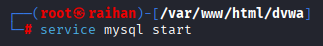 ┌──(root㉿raihan)-[/var/www/html/dvwa]
└─# service mysql start